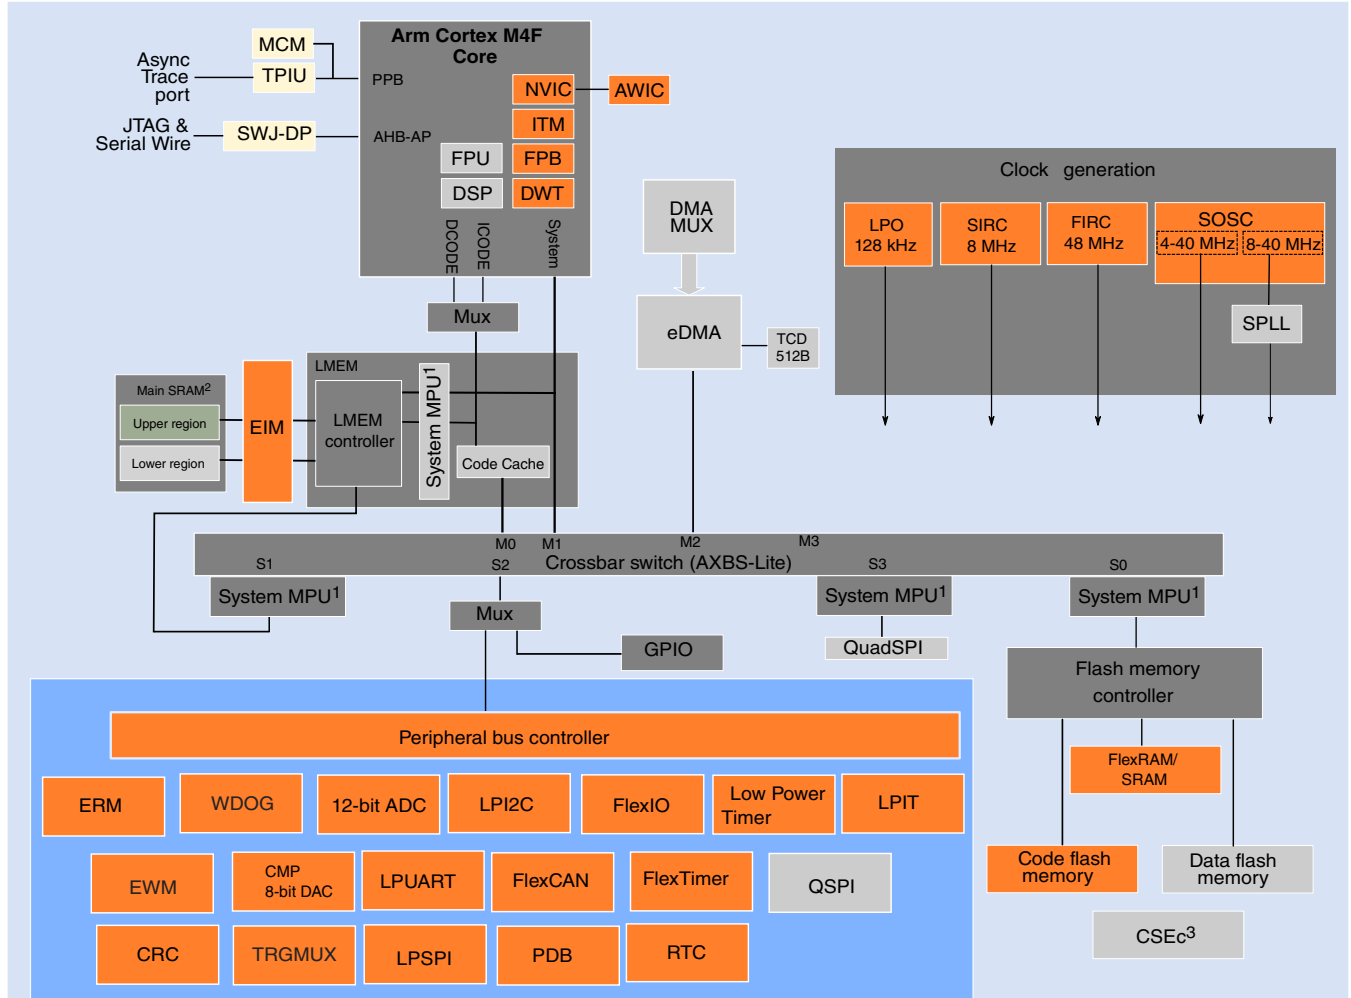 Arm Cortex M4F
Core
MCM
TPIU
Async
Trace
port
PPB
JTAG &
Serial Wire
SWJ-DP
AHB-AP
NVIC
AWIC
ITM
FPU
FPB
DSP
DWT
DCODE
ICODE
System
Mux
DMA
MUX
eDMA
TCD
512B
Clock generation
LPO
128 kHz
SIRC
8 MHz
FIRC
48 MHz
SOSC
4-40 MHz
8-40 MHz
SPLL
LMEM
Main SRAM2
Upper region
Lower region
EIM
LMEM
controller
System MPU1
Code Cache
M0
M1
M2
M3
Crossbar switch (AXBS-Lite)
S1
S2
S3
S0
System MPU1
Mux
System MPU1
System MPU1
GPIO
QuadSPI
Flash memory
controller
FlexRAM/
SRAM
Code flash
memory
Data flash
memory
CSEc3
Peripheral bus controller
ERM
WDOG
12-bit ADC
LPI2C
FlexIO
Low Power
Timer
LPIT
EWM
CMP
8-bit DAC
LPUART
FlexCAN
FlexTimer
QSPI
CRC
TRGMUX
LPSPI
PDB
RTC